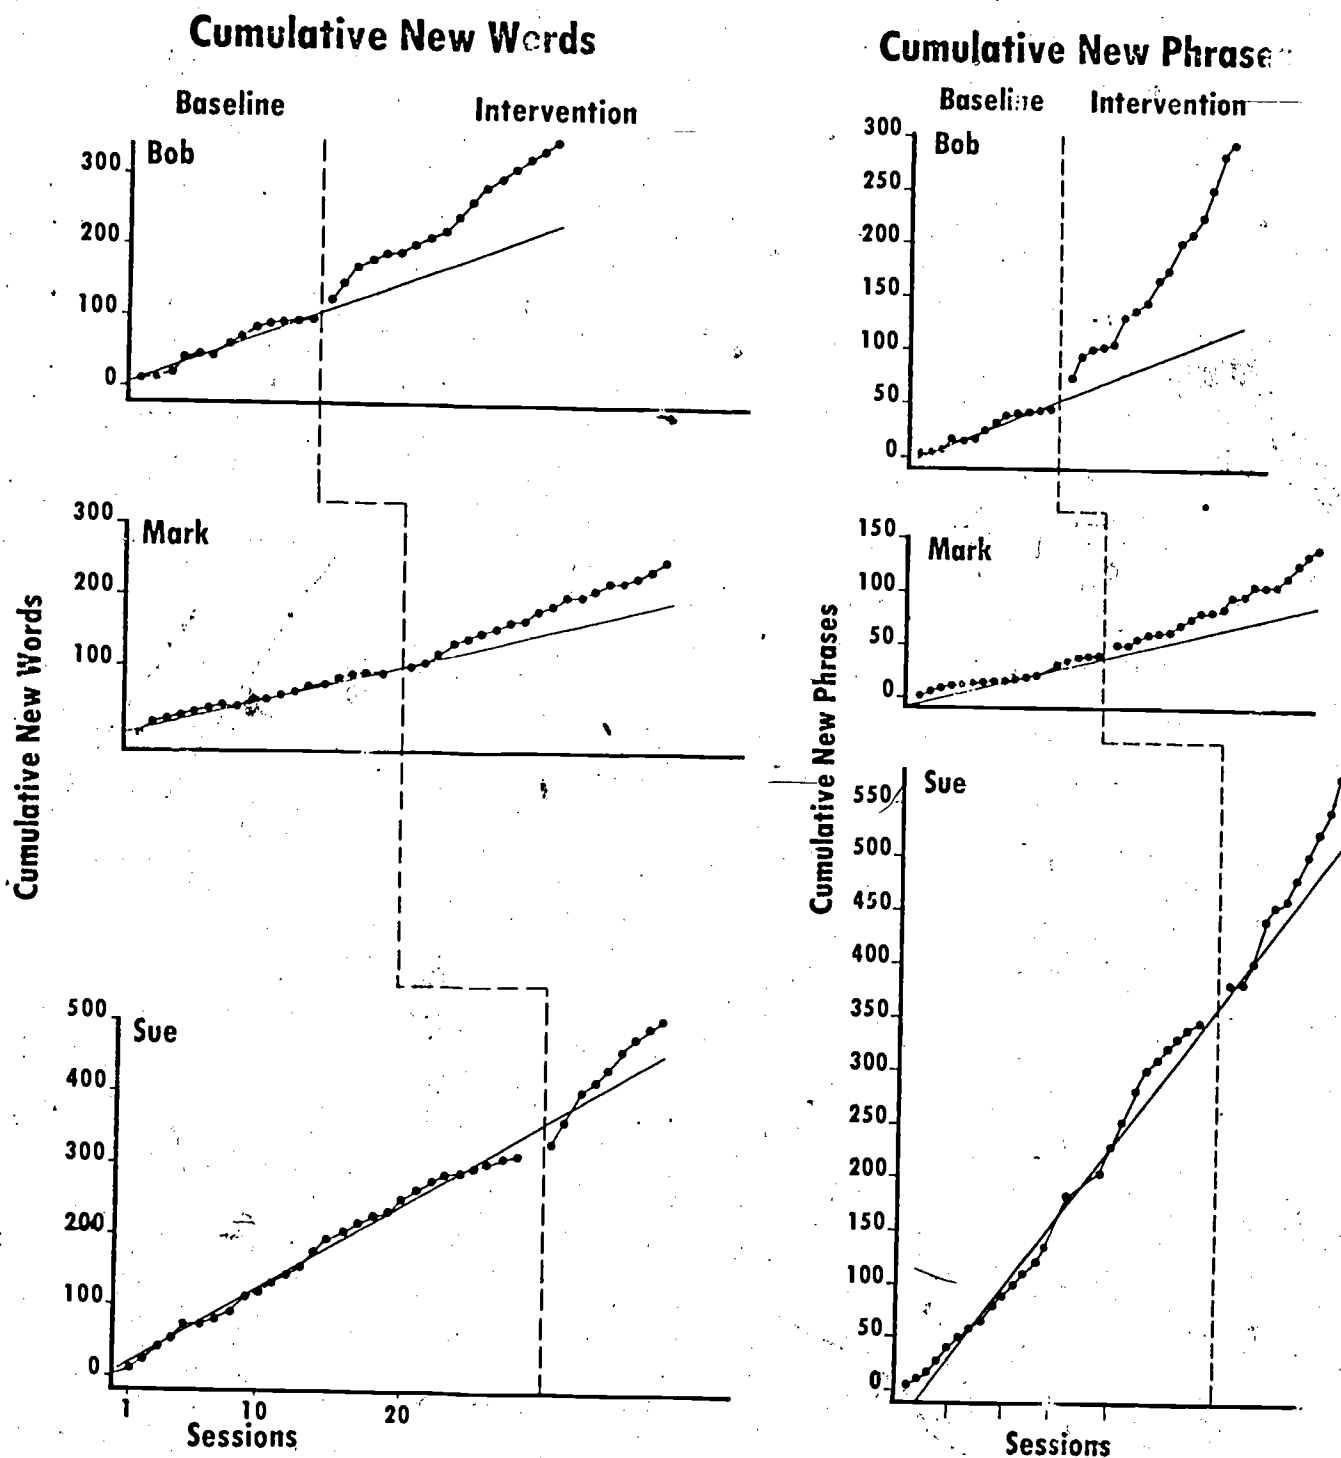 Cumulative New Words
Baseline
Intervention
Bob
300
200
100
0
Mark
300
200
100
Cumulative New Words
Sue
500
400
300
200
100
0
1 10 20
Sessions
Cumulative New Phrase
Baseline Intervention
Bob
300
250
200
150
100
50
0
Mark
150
100
50
0
Cumulative New Phrases
Sue
550
500
450
400
350
300
250
200
150
100
50
0
Sessions